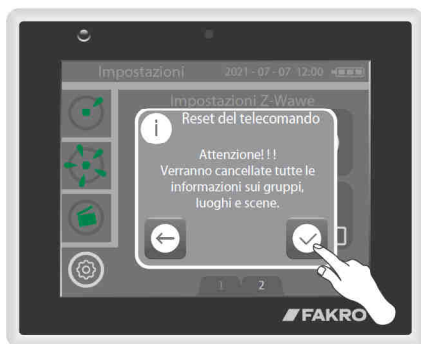 Impostazioni 2021-07-07 12:00
Impostazioni Z-Wawe
i
Reset del telecomando
Attenzione!!!
Verranno cancellate tutte le
informazioni sui gruppi,
luoghi e scene.
1 2
FAKRO